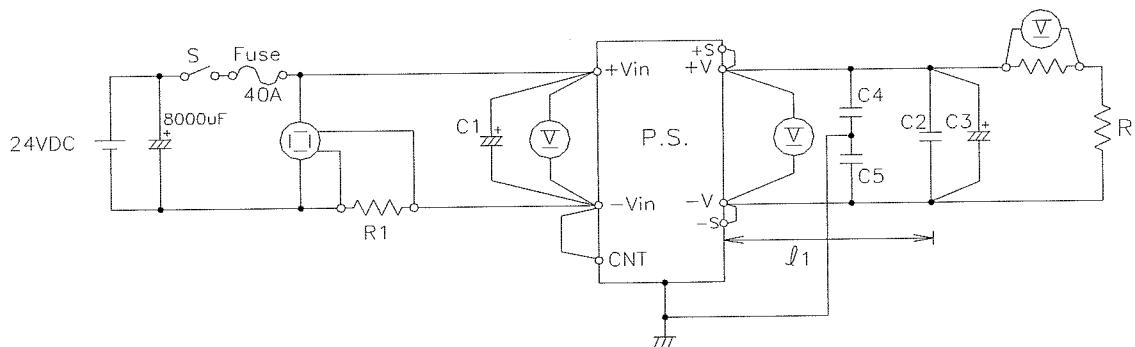 S
Fuse
40A
8000uF
24VDC
R1
C1
V
+Vin
-Vin
CNT
P.S.
+S
+V
-V
-S
V
C4
C5
C2
C3
ℓ1
V
R